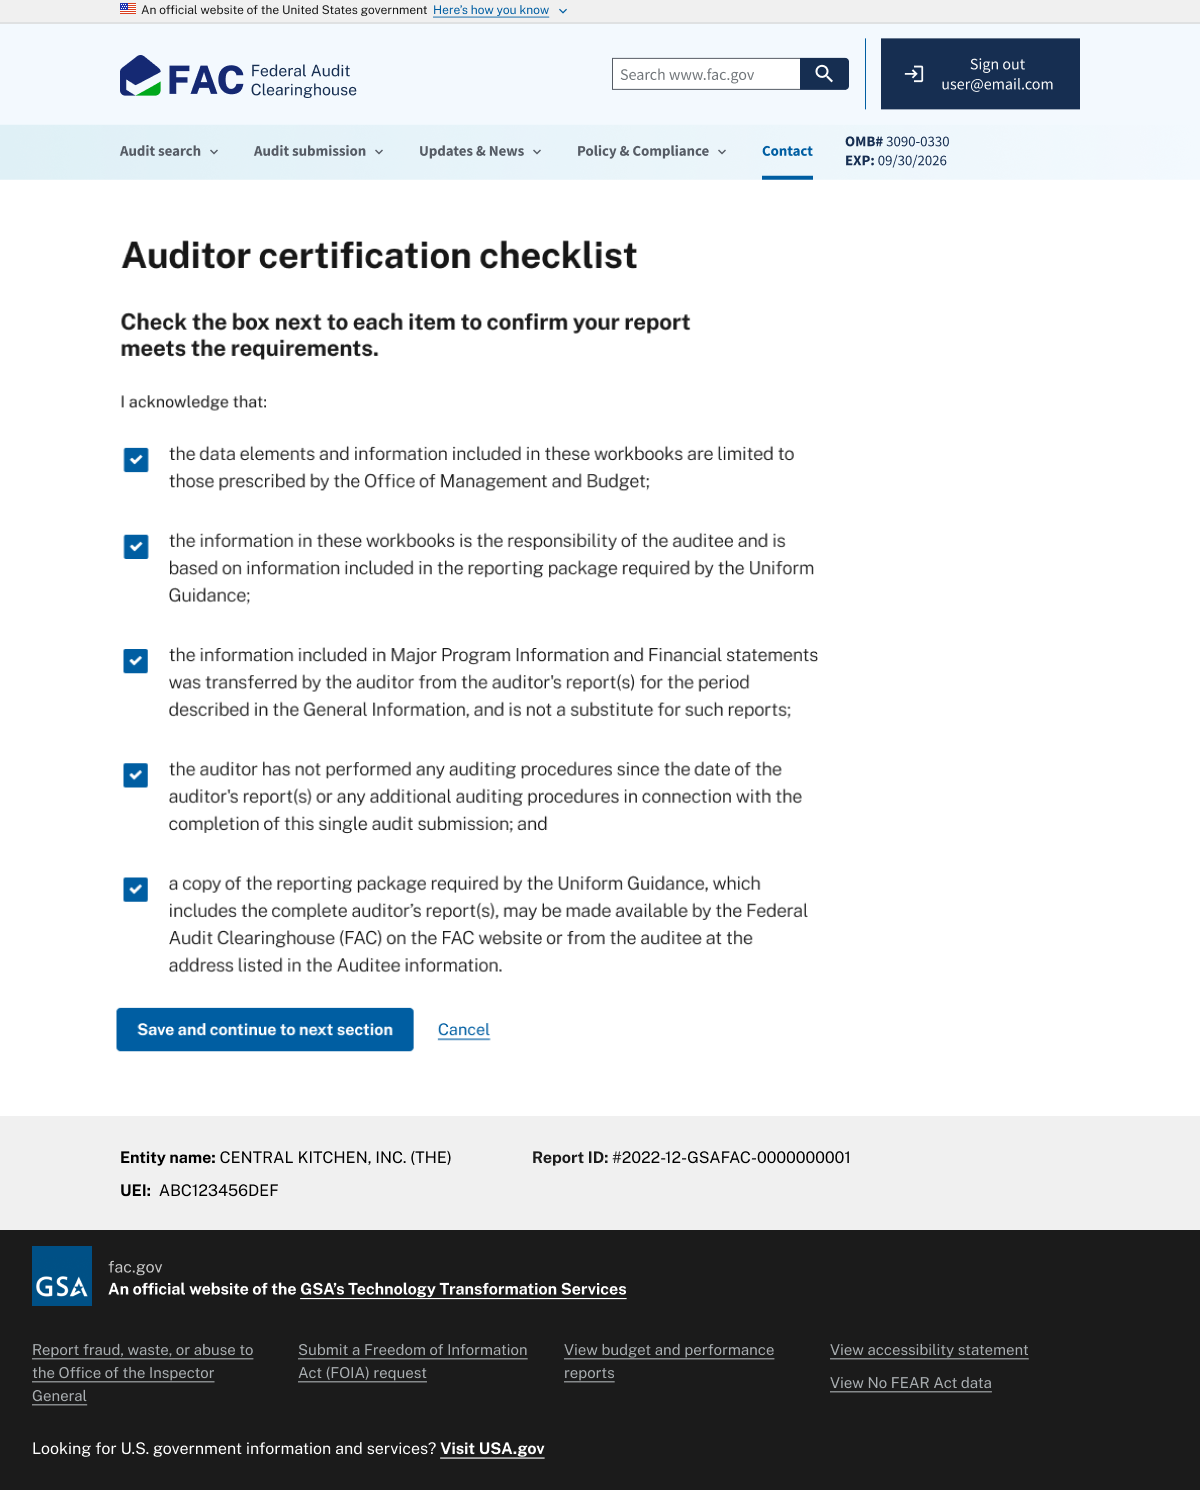 An official website of the United States government Here's how you know
FAC Federal Audit
Clearinghouse
Search www.fac.gov
Sign out
user@email.com
Audit search
Audit submission
Updates & News
Policy & Compliance
Contact
OMB# 3090-0330
EXP: 09/30/2026
Auditor certification checklist
Check the box next to each item to confirm your report
meets the requirements.
I acknowledge that:
the data elements and information included in these workbooks are limited to
those prescribed by the Office of Management and Budget;
the information in these workbooks is the responsibility of the auditee and is
based on information included in the reporting package required by the Uniform
Guidance;
the information included in Major Program Information and Financial statements
was transferred by the auditor from the auditor's report(s) for the period
described in the General Information, and is not a substitute for such reports;
the auditor has not performed any auditing procedures since the date of the
auditor's report(s) or any additional auditing procedures in connection with the
completion of this single audit submission; and
a copy of the reporting package required by the Uniform Guidance, which
includes the complete auditor’s report(s), may be made available by the Federal
Audit Clearinghouse (FAC) on the FAC website or from the auditee at the
address listed in the Auditee information.
Save and continue to next section
Cancel
Entity name: CENTRAL KITCHEN, INC. (THE)
Report ID: #2022-12-GSAFAC-0000000001
UEI: ABC123456DEF
GSA
fac.gov
An official website of the GSA’s Technology Transformation Services
Report fraud, waste, or abuse to
the Office of the Inspector
General
Submit a Freedom of Information
Act (FOIA) request
View budget and performance
reports
View accessibility statement
View No FEAR Act data
Looking for U.S. government information and services? Visit USA.gov